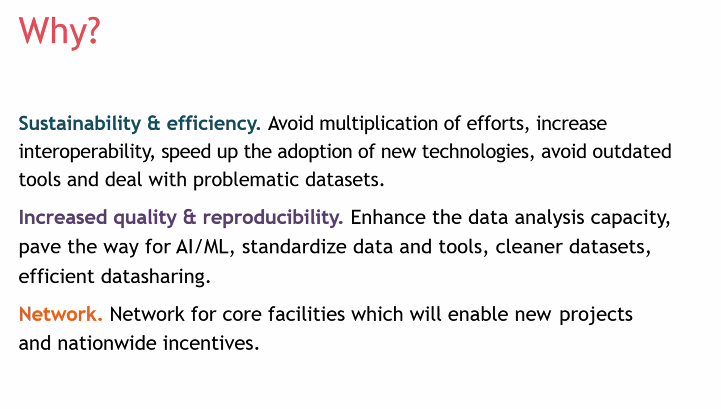 Why?
Sustainability & efficiency. Avoid multiplication of efforts, increase
interoperability, speed up the adoption of new technologies, avoid outdated
tools and deal with problematic datasets.
Increased quality & reproducibility. Enhance the data analysis capacity,
pave the way for AI/ML, standardize data and tools, cleaner datasets,
efficient datasharing.
Network. Network for core facilities which will enable new projects
and nationwide incentives.